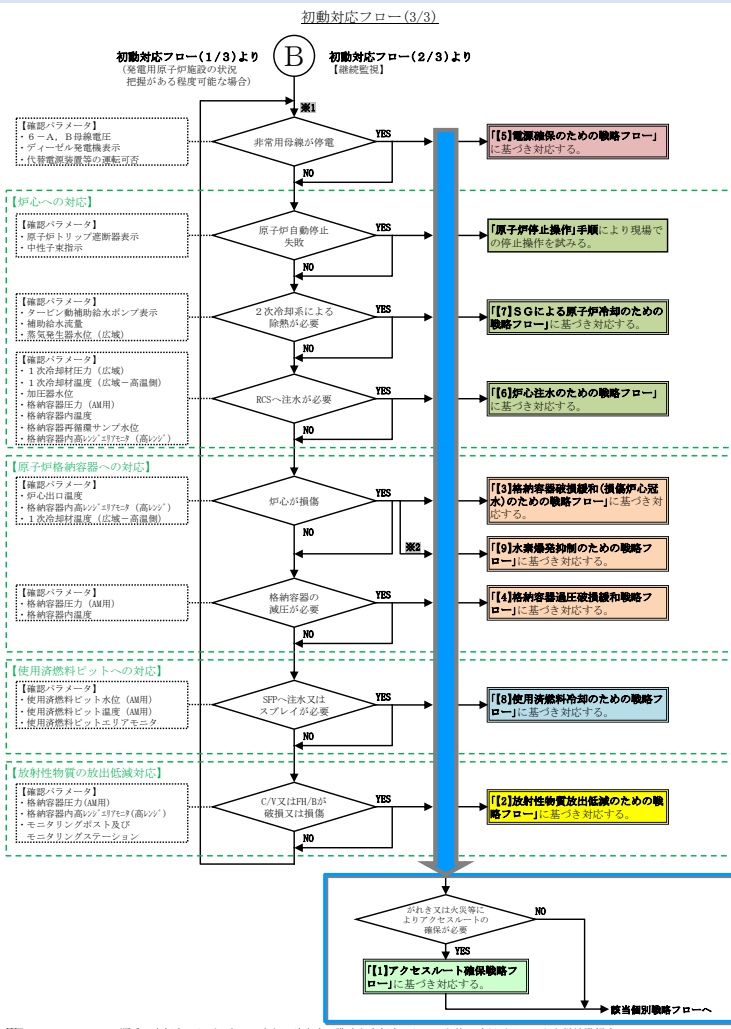 初動対応フロー(3/3)
初動対応フロー(1/3)より
(発電用原子炉施設の状況
把握がある程度可能な場合)
B
初動対応フロー(2/3)より
【継続監視】
※1
【確認パラメータ】
・6－A，B母線電圧
・ディーゼル発電機表示
・代替電源装置等の運転可否
非常用母線が停電
YES
NO
「【5】電源確保のための戦略フロー」
に基づき対応する。
【炉心への対応】
【確認パラメータ】
・原子炉トリップ遮断器表示
・中性子束指示
原子炉自動停止
失敗
YES
NO
「原子炉停止操作」手順により現場で
の停止操作を試みる。
【確認パラメータ】
・タービン動補助給水ポンプ表示
・補助給水流量
・蒸気発生器水位（広域）
２次冷却系による
除熱が必要
YES
NO
「【7】ＳＧによる原子炉冷却のための
戦略フロー」に基づき対応する。
【確認パラメータ】
・１次冷却材圧力（広域）
・１次冷却材温度（広域－高温側）
・加圧器水位
・格納容器圧力（AM用）
・格納容器内温度
・格納容器再循環サンプ水位
・格納容器内高ﾚﾝｼﾞｴﾘｱﾓﾆﾀ（高ﾚﾝｼﾞ）
RCSへ注水が必要
YES
NO
「【6】炉心注水のための戦略フロー」
に基づき対応する。
【原子炉格納容器への対応】
【確認パラメータ】
・炉心出口温度
・格納容器内高ﾚﾝｼﾞｴﾘｱﾓﾆﾀ（高ﾚﾝｼﾞ）
・１次冷却材温度（広域－高温側）
炉心が損傷
YES
NO
※2
「【3】格納容器破損緩和(損傷炉心冠
水)のための戦略フロー」に基づき対
応する。
「【9】水素爆発抑制のための戦略フ
ロー」に基づき対応する。
【確認パラメータ】
・格納容器圧力（AM用）
・格納容器内温度
格納容器の
減圧が必要
YES
NO
「【4】格納容器過圧破損緩和戦略フ
ロー」に基づき対応する。
【使用済燃料ピットへの対応】
【確認パラメータ】
・使用済燃料ピット水位（AM用）
・使用済燃料ピット温度（AM用）
・使用済燃料ピットエリアモニタ
SFPへ注水又は
スプレイが必要
YES
NO
「【8】使用済燃料冷却のための戦略フ
ロー」に基づき対応する。
【放射性物質の放出低減対応】
【確認パラメータ】
・格納容器圧力(AM用)
・格納容器内高ﾚﾝｼﾞｴﾘｱﾓﾆﾀ(高ﾚﾝｼﾞ)
・モニタリングポスト及び
モニタリングステーション
C/V又はFH/Bが
破損又は損傷
YES
NO
「【2】放射性物質放出低減のための戦
略フロー」に基づき対応する。
がれき又は火災等に
よりアクセスルートの
確保が必要
NO
YES
「【1】アクセスルート確保戦略フ
ロー」に基づき対応する。
該当個別戦略フローへ